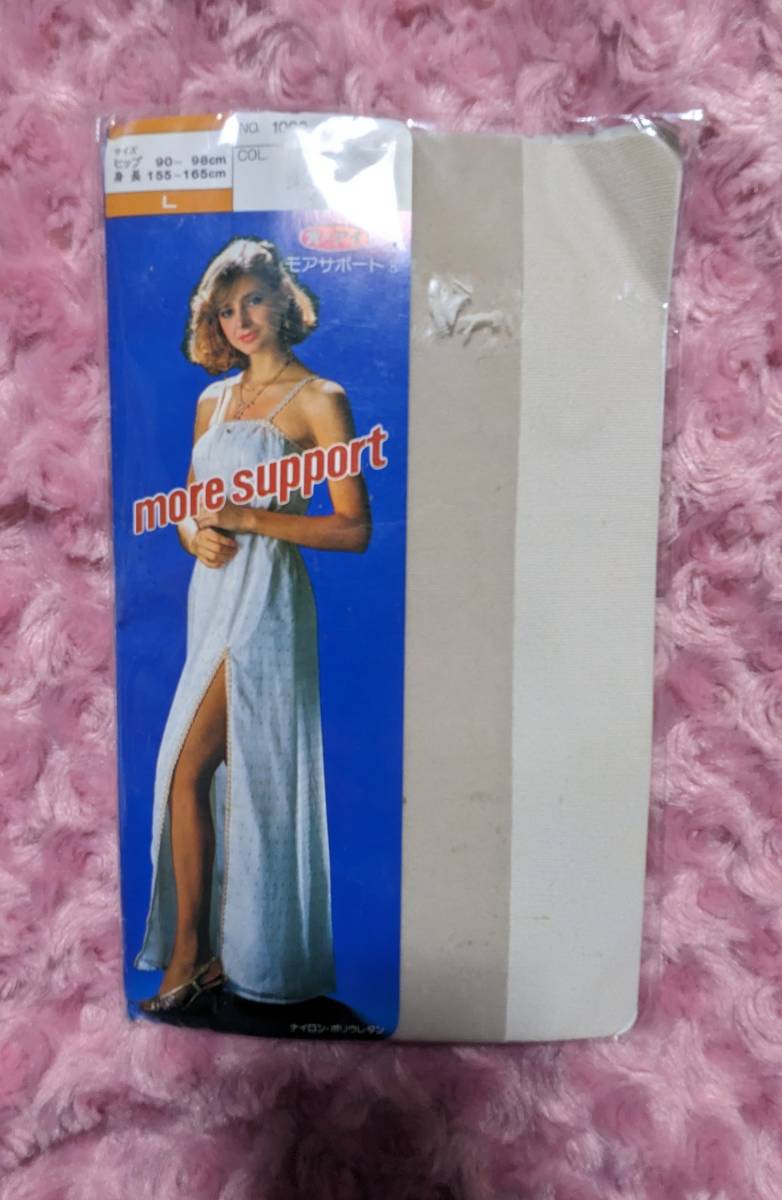 サイズ
ヒップ 90~ 98cm
身長 155~165cm
L
NO.
COL.
モアサポート
more support
ナイロン・ポリウレタン